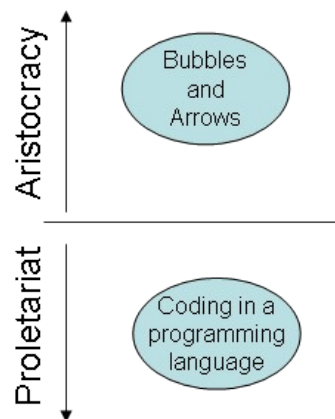 Aristocracy
Bubbles
and
Arrows
Proletariat
Coding in a
programming
language